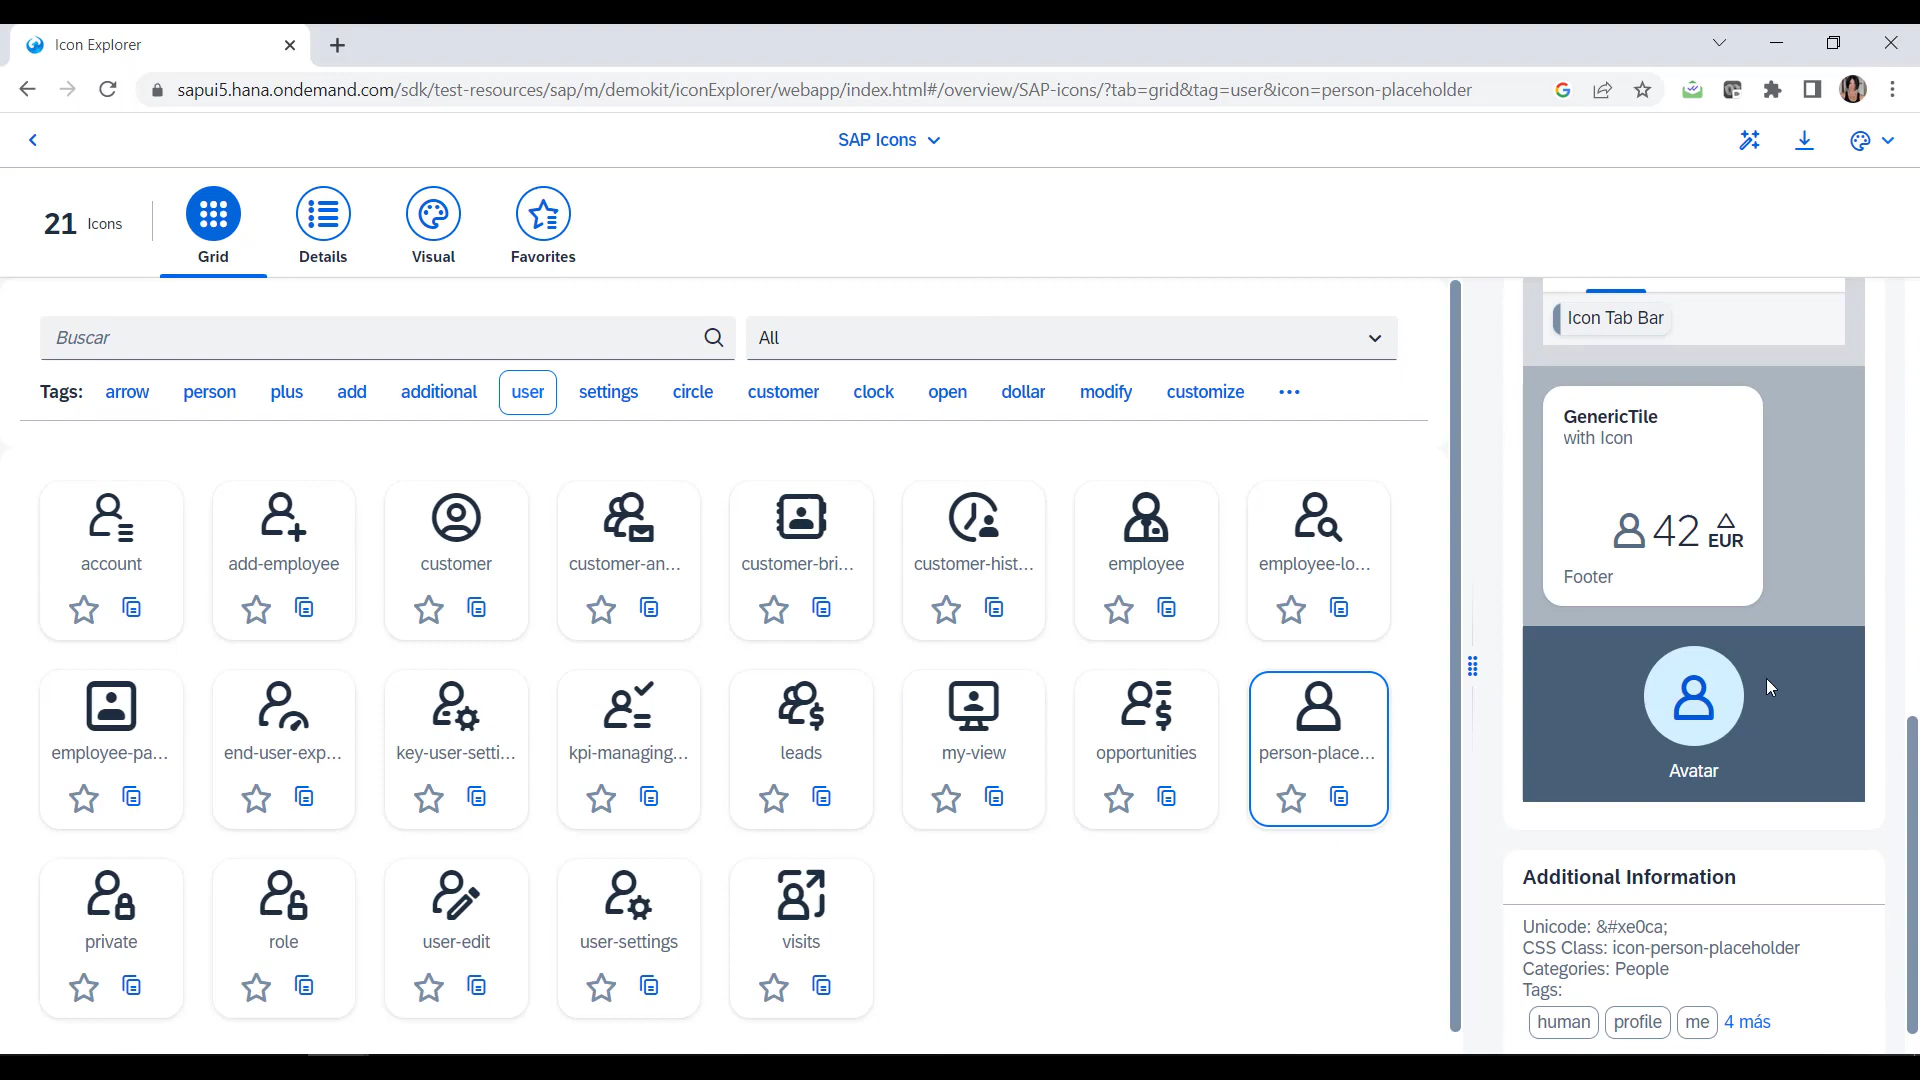 Icon Explorer
sapui5.hana.ondemand.com/sdk/test-resources/sap/m/demokit/iconExplorer/webapp/index.html#/overview/SAP-icons/?tab=grid&tag=user&icon=person-placeholder
SAP Icons
21 Icons
Grid Details Visual Favorites
Buscar
All
Tags: arrow person plus add additional user settings circle customer clock open dollar modify customize ...
account add-employee customer customer-an... customer-bri... customer-hist... employee employee-lo...
employee-pa... end-user-exp... key-user-setti... kpi-managing... leads my-view opportunities person-place...
private role user-edit user-settings visits
Icon Tab Bar
GenericTile
with Icon
42 EUR
Footer
Avatar
Additional Information
Unicode: &#xe0ca;
CSS Class: icon-person-placeholder
Categories: People
Tags:
human profile me 4 más